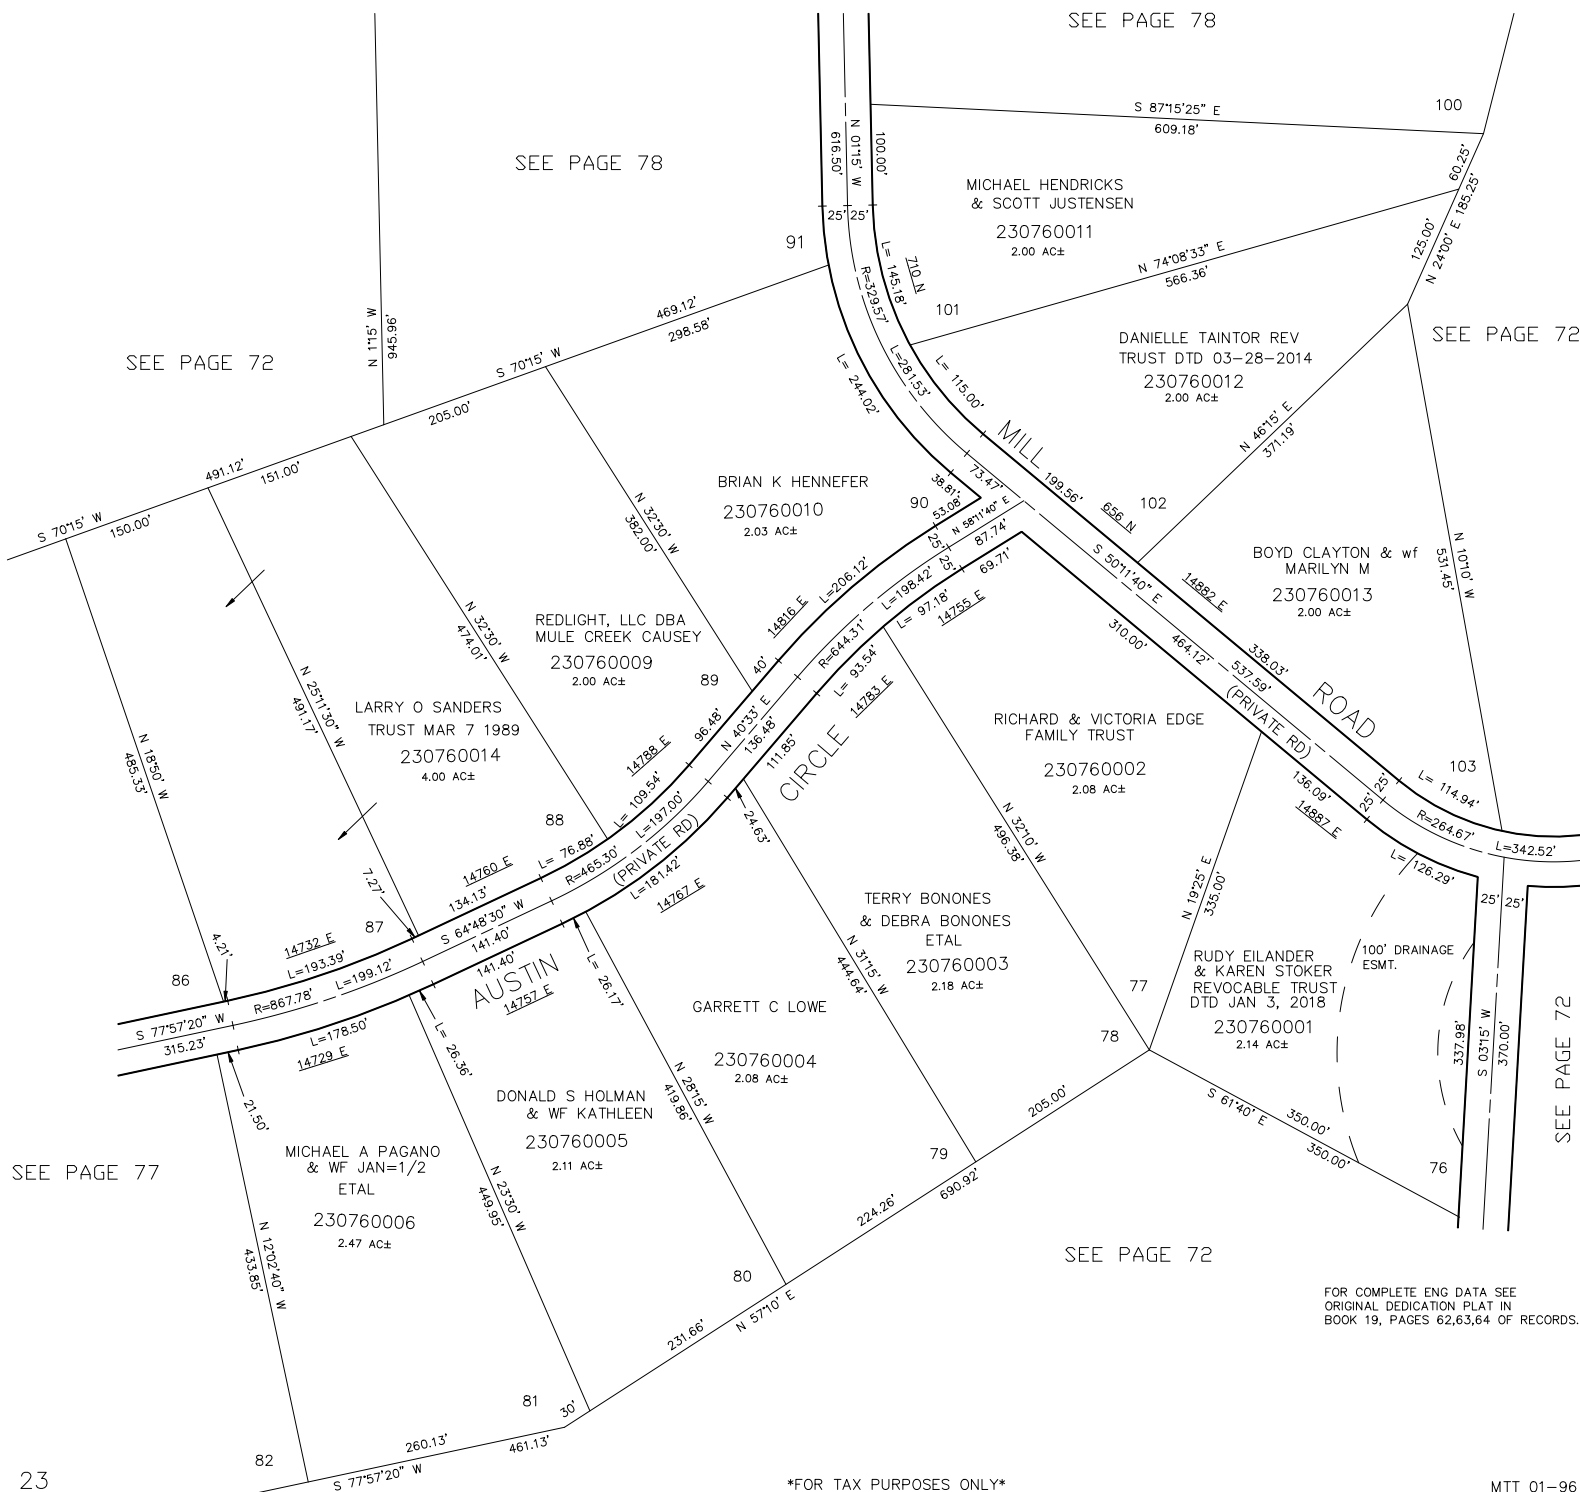 SEE PAGE 78
SEE PAGE 78
S 87°15'25" E
609.18'
100
616.50'
N 01°15' W
100.00'
60.25'
N 24°00' E 185.25'
125.00'
MICHAEL HENDRICKS
& SCOTT JUSTENSEN
230760011
2.00 AC±
25'
25'
91
L= 145.18'
710 N
R=329.57'
N 74°08'33" E
566.36'
101
469.12'
298.58'
N 1°15' W
945.96'
SEE PAGE 72
S 70°15' W
205.00'
L= 244.02'
L=281.53'
L= 115.00'
DANIELLE TAINTOR REV
TRUST DTD 03-28-2014
230760012
2.00 AC±
SEE PAGE 72
N 46°15' E
371.19'
MILL
491.12'
151.00'
S 70°15' W
150.00'
BRIAN K HENNEFER
230760010
2.03 AC±
N 32°30' W
382.00'
90
38.81'
53.08'
73.47'
199.56'
656 N
102
N 58°11'40" E
87.74'
25'
25'
69.71'
S 50°11'40" E
N 10°10' W
531.45'
BOYD CLAYTON & wf
MARILYN M
230760013
2.00 AC±
14882 E
L=206.12'
L=198.42'
L= 97.18'
14755 E
14816 E
R=644.31'
40'
L= 93.54'
14783 E
310.00'
464.12'
537.59'
338.03'
(PRIVATE RD)
ROAD
N 32°30' W
474.01'
REDLIGHT, LLC DBA
MULE CREEK CAUSEY
230760009
2.00 AC±
89
N 25°11'30" W
491.17'
LARRY O SANDERS
TRUST MAR 7 1989
230760014
4.00 AC±
N 18°50' W
485.33'
96.48'
N 40°33' E
136.48'
111.85'
CIRCLE
14788 E
L= 109.54'
L=197.00'
RICHARD & VICTORIA EDGE
FAMILY TRUST
230760002
2.08 AC±
103
L= 114.94'
25'
25'
136.09'
14887 E
R=264.67'
L=342.52'
L= 126.29'
88
L= 76.88'
R=465.30'
(PRIVATE RD)
L=181.42'
14767 E
24.63'
N 32°10' W
496.38'
N 19°25' E
335.00'
14760 E
134.13'
7.27'
87
S 64°48'30" W
141.40'
141.40'
AUSTIN
14757 E
L= 26.17'
TERRY BONONES
& DEBRA BONONES
ETAL
230760003
2.18 AC±
N 31°15' W
444.64'
25'
25'
100' DRAINAGE
ESMT.
RUDY EILANDER
& KAREN STOKER
REVOCABLE TRUST
DTD JAN 3, 2018
230760001
2.14 AC±
77
4.21'
14732 E
L=193.39'
86
R=867.78'
L=199.12'
S 77°57'20" W
315.23'
L=178.50'
14729 E
L= 26.36'
GARRETT C LOWE
230760004
2.08 AC±
78
337.98'
S 03°15' W
370.00'
SEE PAGE 72
21.50'
DONALD S HOLMAN
& WF KATHLEEN
230760005
2.11 AC±
N 28°15' W
419.86'
205.00'
S 61°40' E
350.00'
350.00'
76
SEE PAGE 77
MICHAEL A PAGANO
& WF JAN=1/2
ETAL
230760006
2.47 AC±
N 12°02'40" W
433.85'
N 23°30' W
449.95'
79
690.92'
224.26'
SEE PAGE 72
80
N 57°10' E
231.66'
FOR COMPLETE ENG DATA SEE
ORIGINAL DEDICATION PLAT IN
BOOK 19, PAGES 62,63,64 OF RECORDS.
81
30'
82
260.13'
461.13'
S 77°57'20" W
23
*FOR TAX PURPOSES ONLY*
MTT 01-96